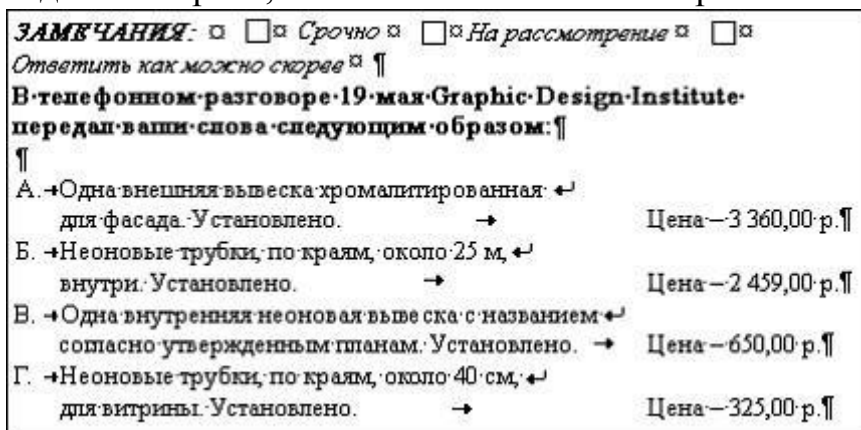 ЗАМЕЧАНИЯ: ¤ □¤ Срочно ¤ □¤ На рассмотрение ¤ □¤
Ответить как можно скорее ¤ ¶
В·телефонном·разговоре·19·мая·Graphic·Design·Institute·
передал·ваши·слова·следующим·образом:¶
¶
А.→Одна·внешняя·вывеска·хромалитированная·↵
для·фасада.·Установлено. → Цена·–·3 360,00·р.¶
Б.→Неоновые·трубки,·по·краям,·около·25 м,↵
внутри.·Установлено. → Цена·–·2 459,00·р.¶
В.→Одна·внутренняя·неоновая·вывеска·с·названием·↵
согласно·утвержденным·планам.·Установлено. → Цена·–·650,00·р.¶
Г.→Неоновые·трубки,·по·краям,·около·40·см,·↵
для·витрины.·Установлено. → Цена·–·325,00·р.¶